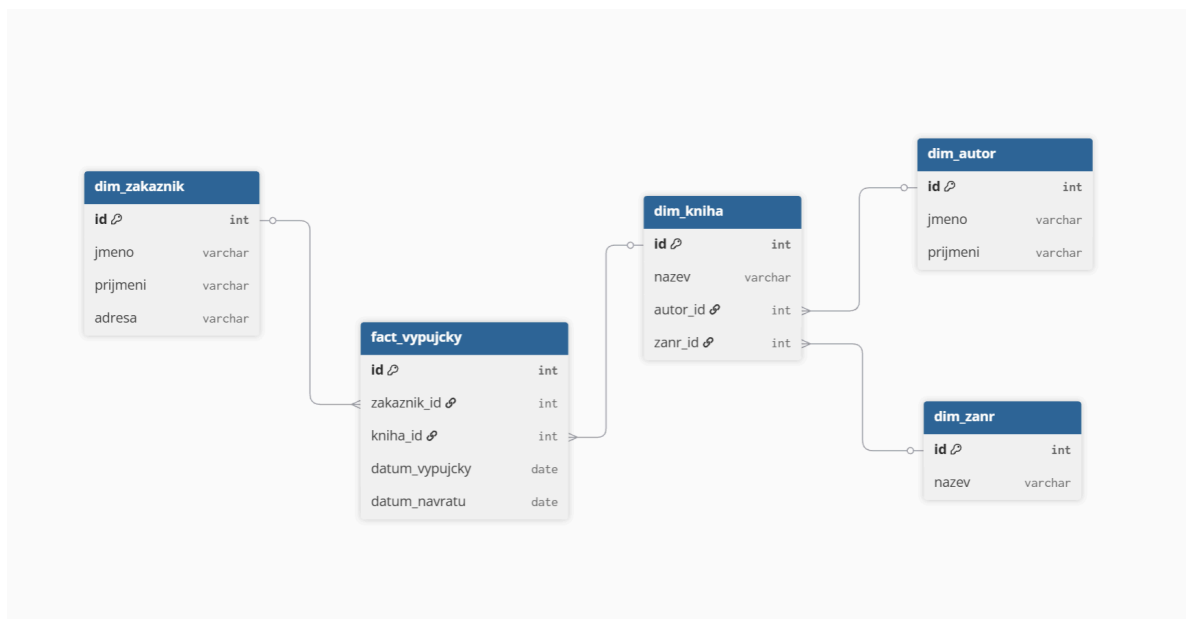 dim_zakaznik
id int
jmeno varchar
prijmeni varchar
adresa varchar
fact_vypujcky
id int
zakaznik_id int
kniha_id int
datum_vypujcky date
datum_navratu date
dim_kniha
id int
nazev varchar
autor_id int
zanr_id int
dim_autor
id int
jmeno varchar
prijmeni varchar
dim_zanr
id int
nazev varchar